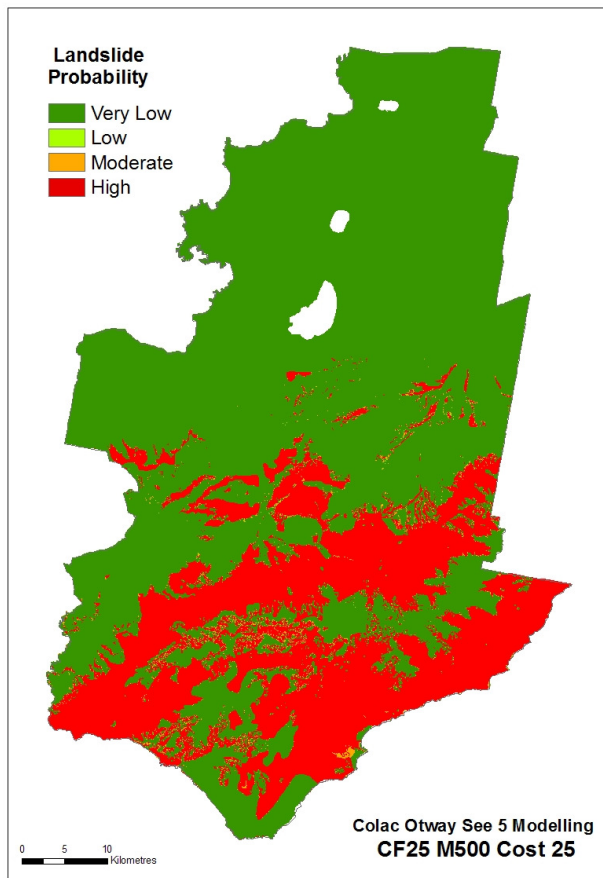 Landslide
Probability
Very Low
Low
Moderate
High
0 5 10
Kilometres
Colac Otway See 5 Modelling
CF25 M500 Cost 25